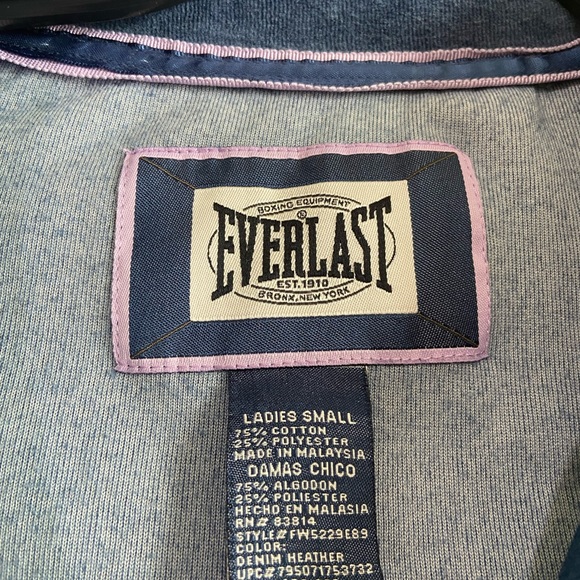 BOXING EQUIPMENT
EVERLAST®
EST. 1910
BRONX, NEW YORK
LADIES SMALL
75% COTTON
25% POLYESTER
MADE IN MALAYSIA
DAMAS CHICO
75% ALGODON
25% POLIESTER
HECHO EN MALASIA
RN# 83814
STYLE# FW5229E89
COLOR:
DENIM HEATHER
UPC# 795071753732